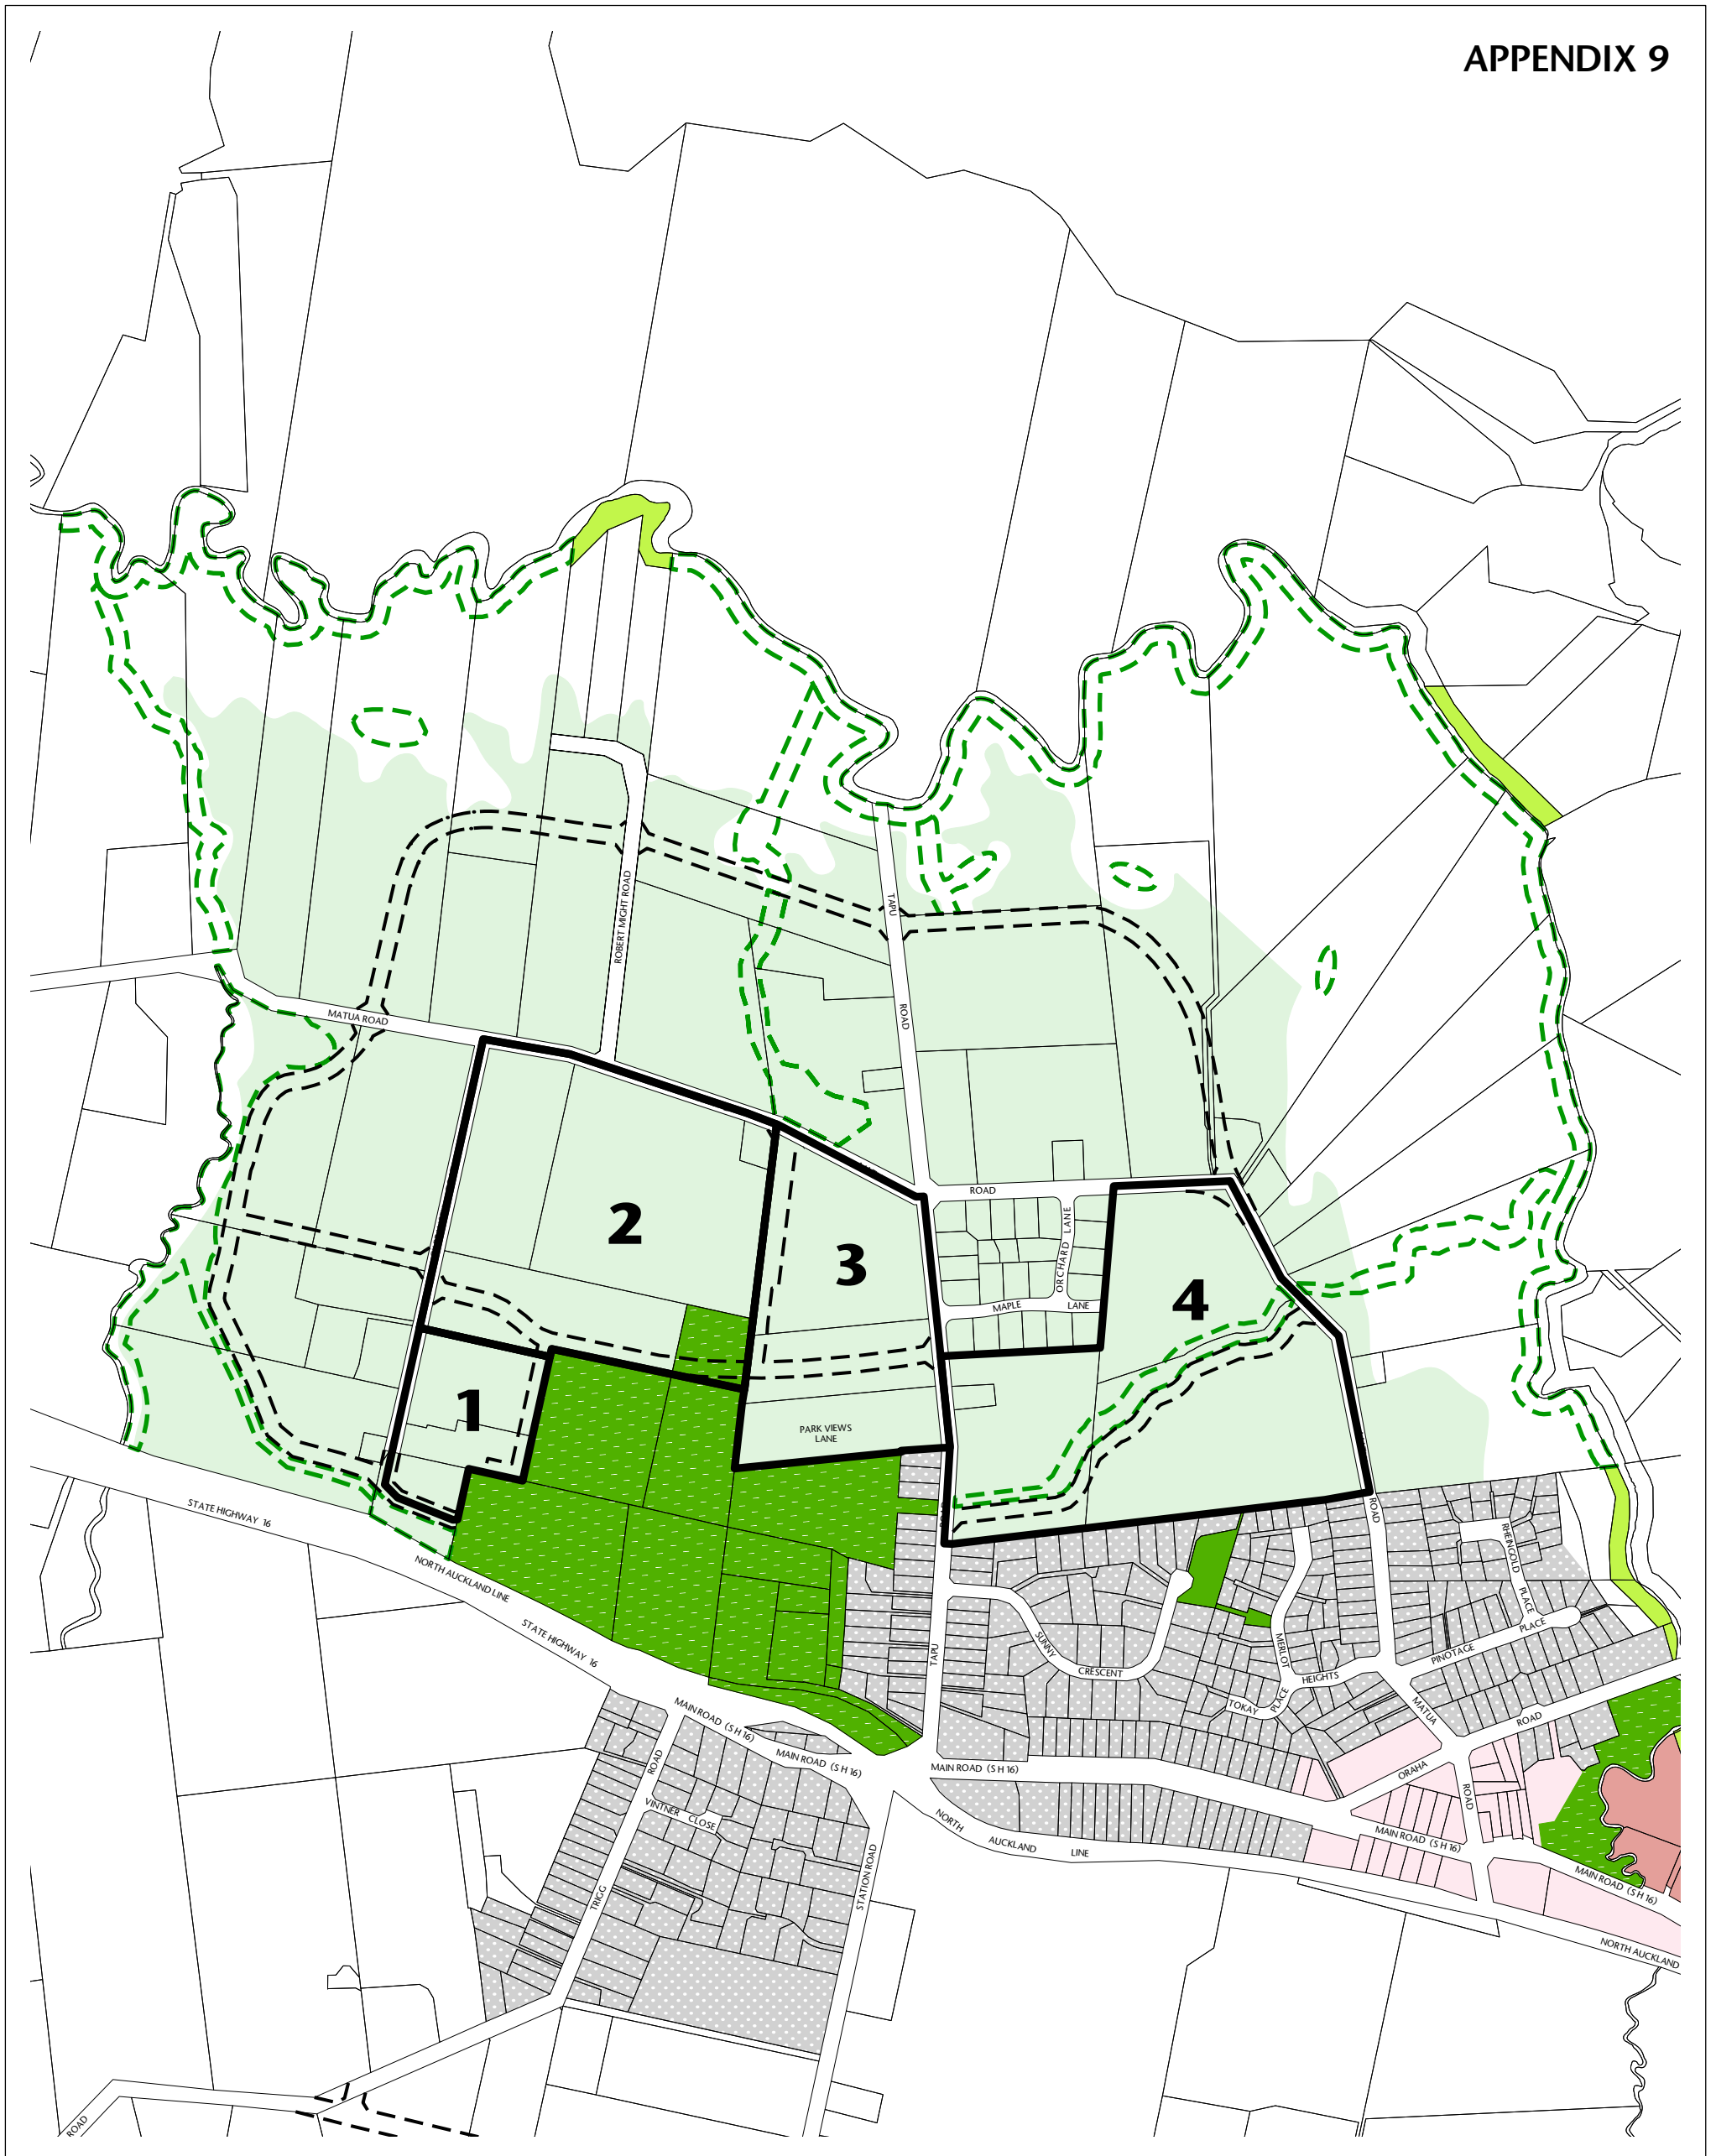 APPENDIX 9
ROBERT MIGHT ROAD
TAPU
ROAD
MATUA ROAD
ROAD
ORCHARD LANE
MAPLE LANE
2
3
4
1
PARK VIEWS
LANE
STATE HIGHWAY 16
NORTH AUCKLAND LINE
STATE HIGHWAY 16
ROAD
RHEINGOLD PLACE
PINOTAGE PLACE
MERLOT
HEIGHTS
TOKAY PLACE
SUNNY
CRESCENT
TAPU
MATUA
ROAD
ORAHA
ROAD
MAIN ROAD (S H 16)
MAIN ROAD (S H 16)
MAIN ROAD (S H 16)
MAIN ROAD (S H 16)
MAIN ROAD (S H 16)
ROAD
VINTNER CLOSE
TRIGG
STATION ROAD
NORTH
AUCKLAND
LINE
NORTH AUCKLAND
ROAD